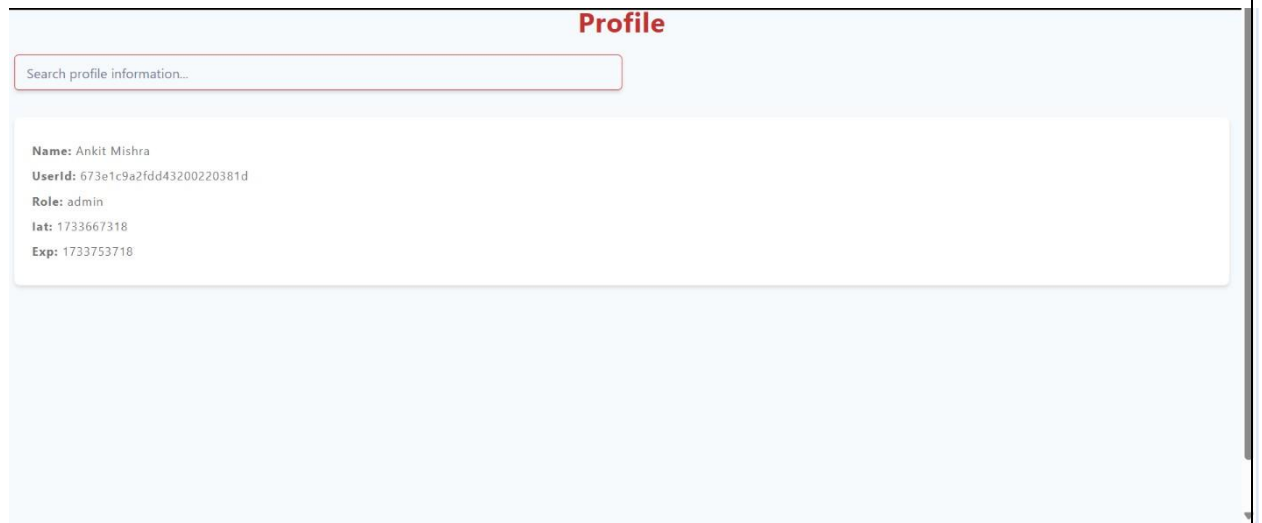 Profile
Search profile information...
Name: Ankit Mishra
UserId: 673e1c9a2fdd43200220381d
Role: admin
Iat: 1733667318
Exp: 1733753718